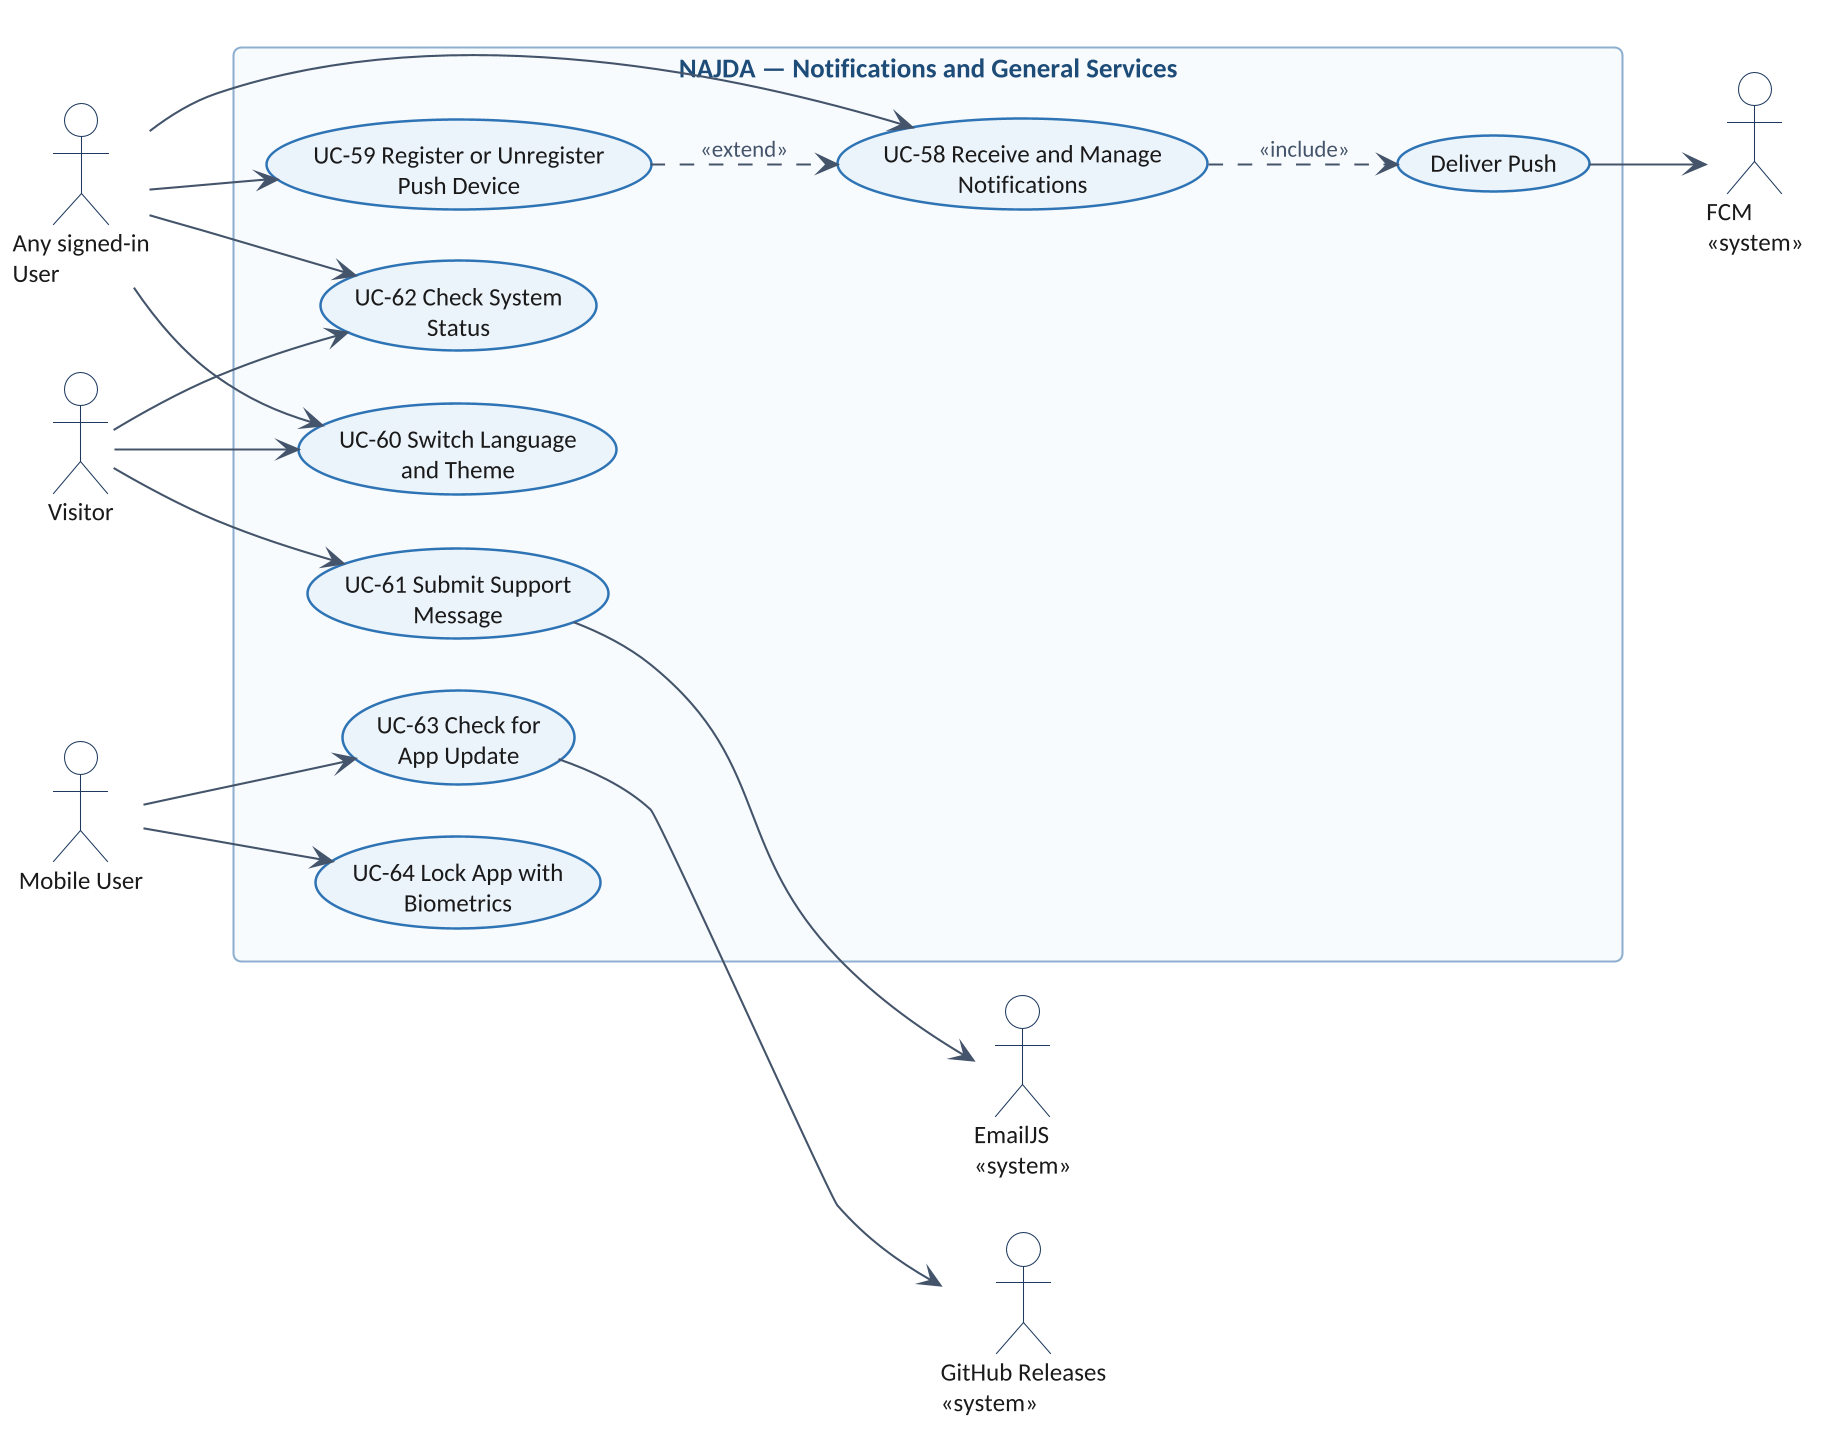 NAJDA — Notifications and General Services
Any signed-in
User
UC-59 Register or Unregister
Push Device
«extend»
UC-58 Receive and Manage
Notifications
«include»
Deliver Push
FCM
«system»
UC-62 Check System
Status
Visitor
UC-60 Switch Language
and Theme
UC-61 Submit Support
Message
Mobile User
UC-63 Check for
App Update
UC-64 Lock App with
Biometrics
EmailJS
«system»
GitHub Releases
«system»